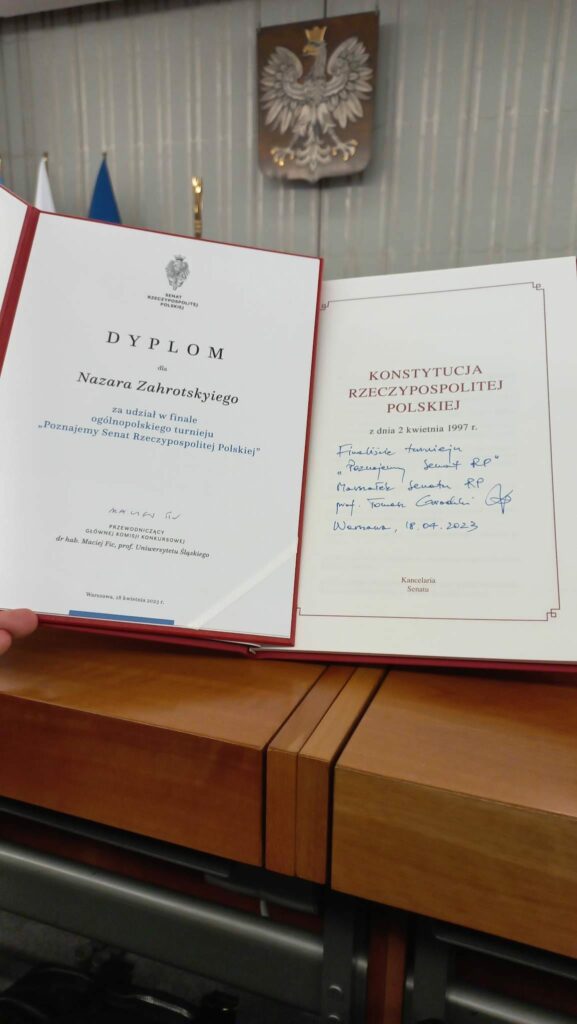 SENAT
RZECZYPOSPOLITEJ
POLSKIEJ
DYPLOM
dla
Nazara Zahrotskyiego
za udział w finale
ogólnopolskiego turnieju
„Poznajemy Senat Rzeczypospolitej Polskiej”
PRZEWODNICZĄCY
GŁÓWNEJ KOMISJI KONKURSOWEJ
dr hab. Maciej Fic, prof. Uniwersytetu Śląskiego
Warszawa, 18 kwietnia 2023 r.
KONSTYTUCJA
RZECZYPOSPOLITEJ
POLSKIEJ
z dnia 2 kwietnia 1997 r.
turnieju
„Poznajemy Senat RP"
Marszałek Senatu RP
prof. Tomasz Grodzki
Warszawa, 18.04.2023
Kancelaria
Senatu